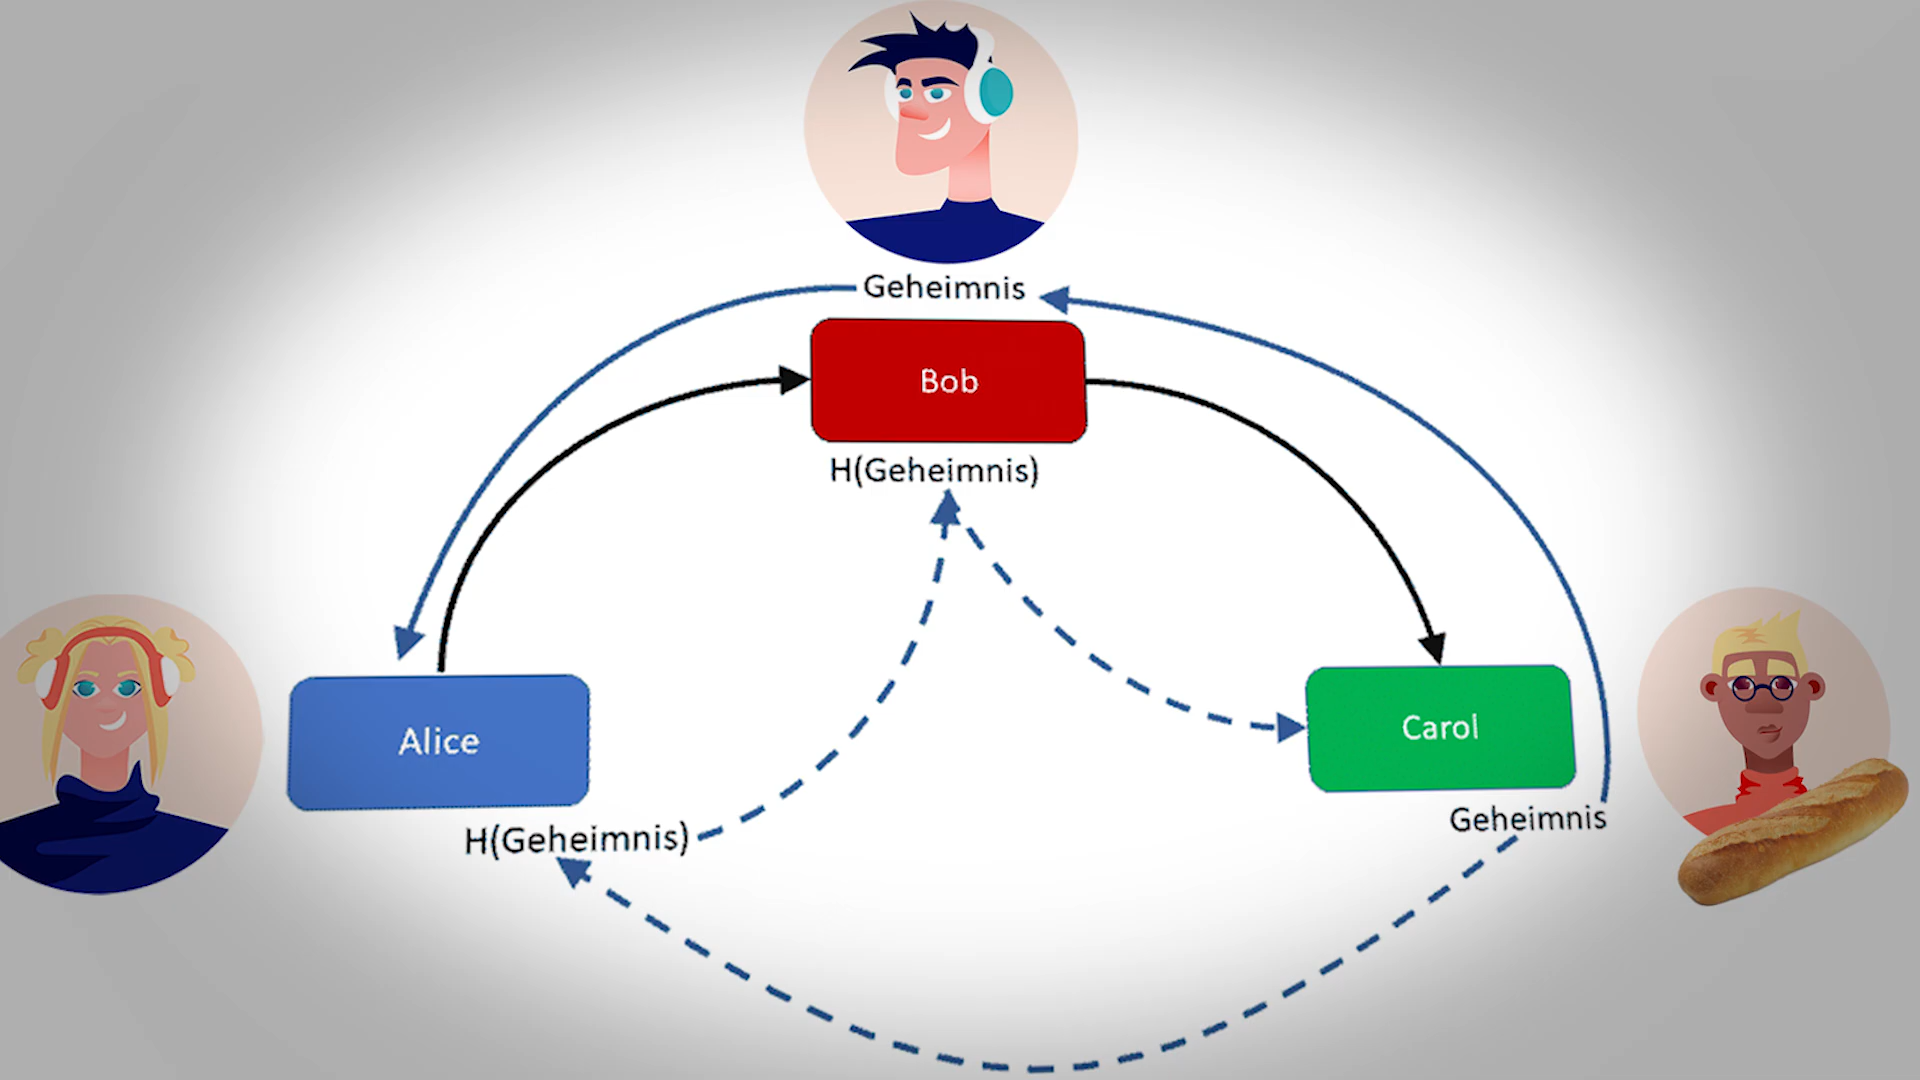 Geheimnis
Bob
H(Geheimnis)
Alice
Carol
H(Geheimnis)
Geheimnis